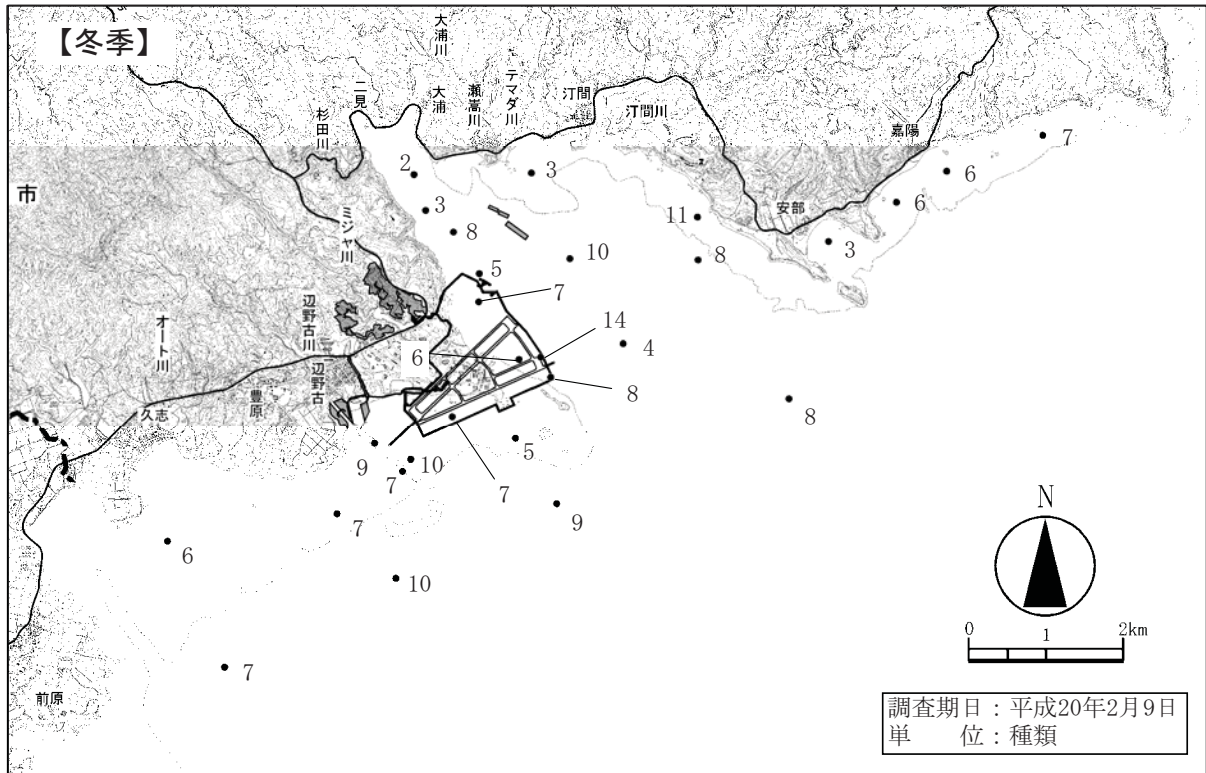 【冬季】
大浦川
二見
大浦
瀬嵩川
テマダ川
汀間
汀間川
杉田川
嘉陽
7
市
2
3
6
6
ミジャ川
3
11
安部
8
3
10
8
5
7
辺野古川
14
オート川
6
4
辺野古
8
豊原
8
久志
5
9
10
7
7
9
7
N
6
10
0
1
2km
7
前原
調査期日：平成20年2月9日
単　　位：種類